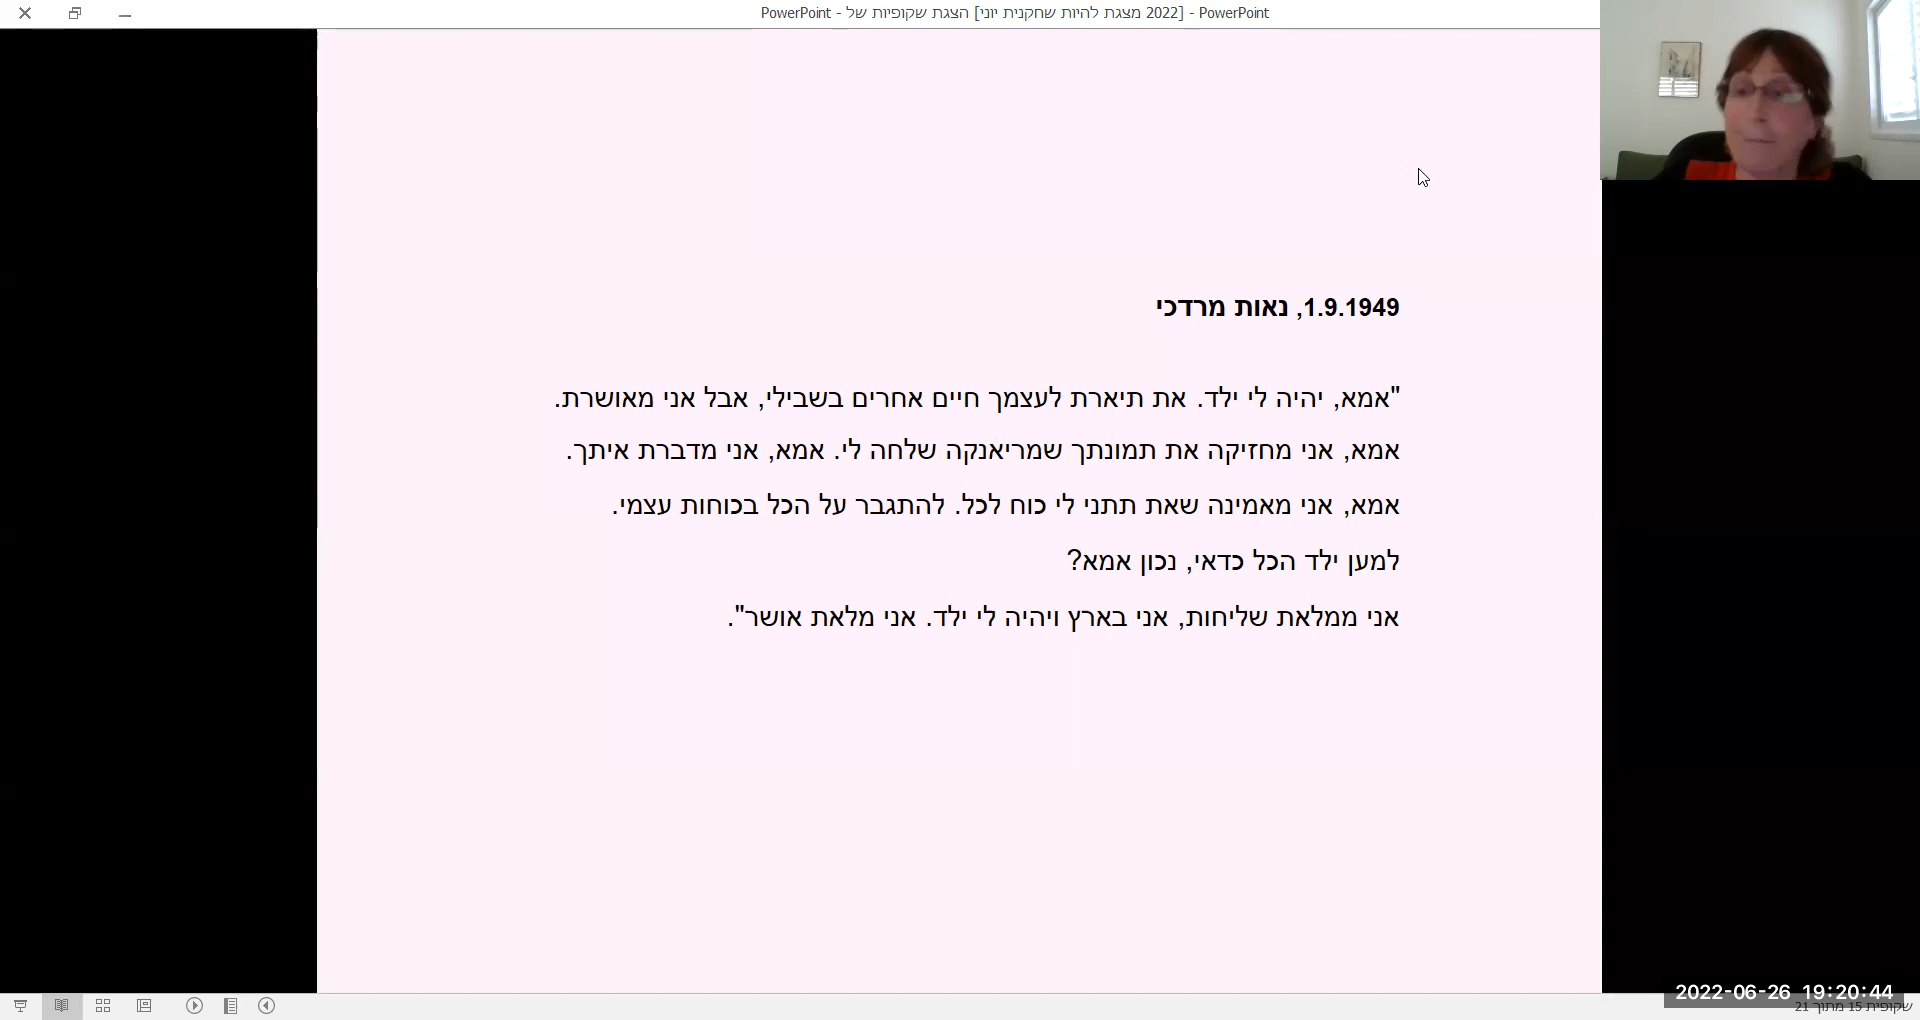 PowerPoint - [2022 מצגת להיות שחקנית יוני] הצגת שקופיות של - PowerPoint
1.9.1949, נאות מרדכי
"אמא, יהיה לי ילד. את תיארת לעצמך חיים אחרים בשבילי, אבל אני מאושרת.
אמא, אני מחזיקה את תמונתך שמריאנקה שלחה לי. אמא, אני מדברת איתך.
אמא, אני מאמינה שאת תתני לי כוח לכל. להתגבר על הכל בכוחות עצמי.
למען ילד הכל כדאי, נכון אמא?
אני ממלאת שליחות, אני בארץ ויהיה לי ילד. אני מלאת אושר".
2022-06-26 19:20:44
שקופית 15 מתוך 21